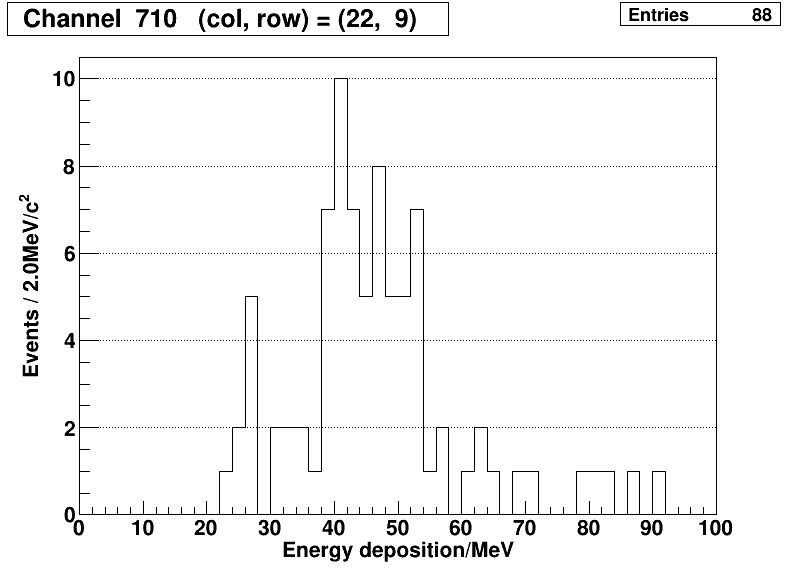 Channel 710 (col, row) = (22, 9)
Entries 88
Events / 2.0MeV/c2
10
8
6
4
2
0
0 10 20 30 40 50 60 70 80 90 100
Energy deposition/MeV